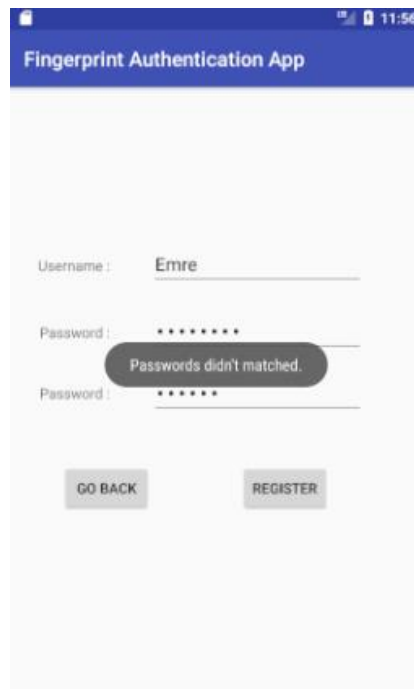 11:56
Fingerprint Authentication App
Username : Emre
Password : ••••••••
Passwords didn't matched.
Password : ••••••
GO BACK REGISTER